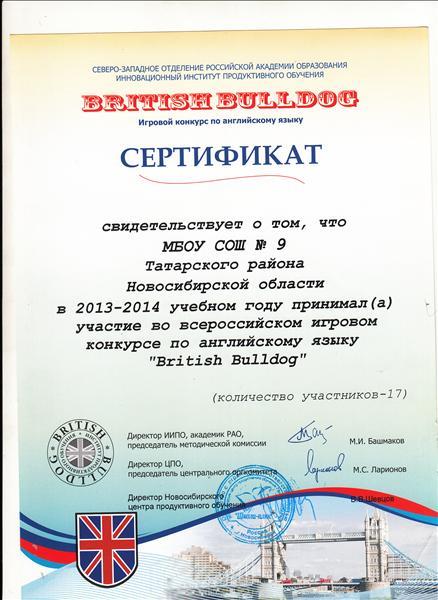 СЕВЕРО-ЗАПАДНОЕ ОТДЕЛЕНИЕ РОССИЙСКОЙ АКАДЕМИИ ОБРАЗОВАНИЯ
ИННОВАЦИОННЫЙ ИНСТИТУТ ПРОДУКТИВНОГО ОБУЧЕНИЯ
BRITISH BULLDOG
Игровой конкурс по английскому языку
СЕРТИФИКАТ
свидетельствует о том, что
МБОУ СОШ № 9
Татарского района
Новосибирской области
в 2013-2014 учебном году принимал(а)
участие во всероссийском игровом
конкурсе по английскому языку
"British Bulldog"
(количество участников-17)
BRITISH BULLDOG
Директор ИИПО, академик РАО,
председатель методической комиссии
М.И. Башмаков
Директор ЦПО,
председатель центрального оргкомитета
М.С. Ларионов
Директор Новосибирского
центра продуктивного обучения
В.В.Шевцов